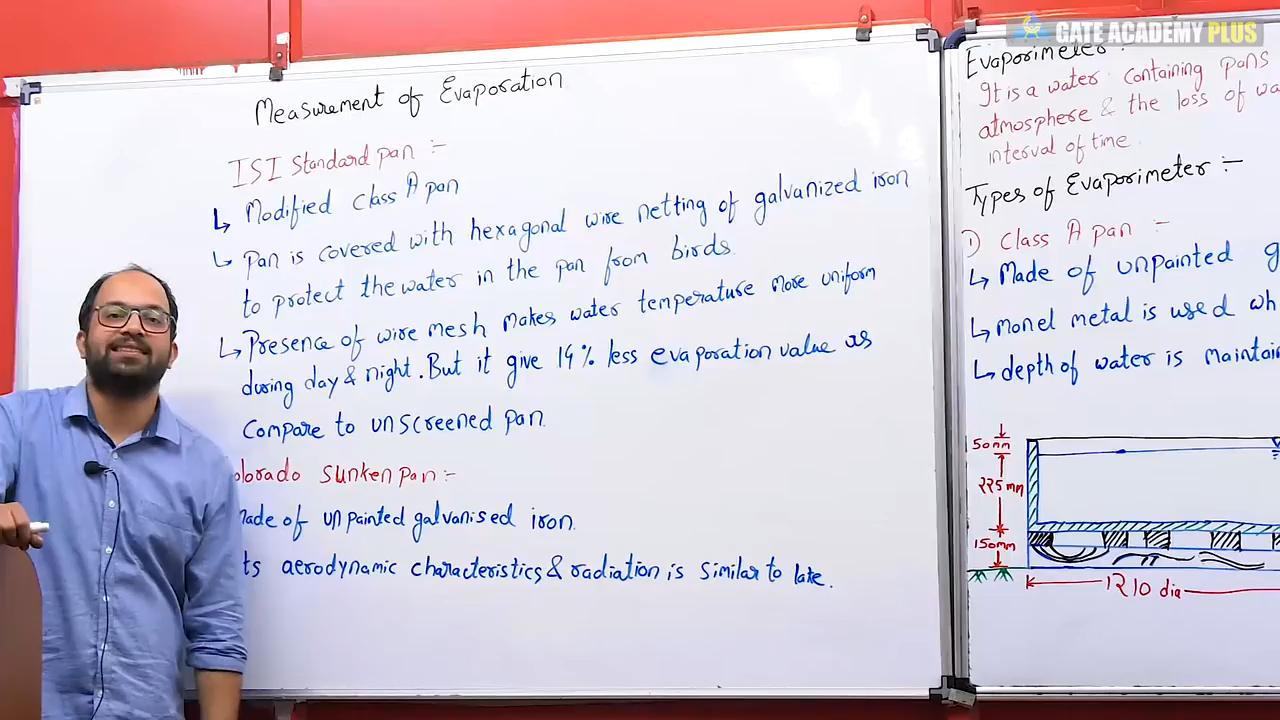 GATE ACADEMY PLUS
Measurement of Evaporation
ISI Standard pan :-
↳ Modified class A pan
↳ Pan is covered with hexagonal wire netting of galvanized iron
to protect the water in the pan from birds.
↳ Presence of wire mesh makes water temperature more uniform
during day & night. But it give 14% less evaporation value as
Compare to unscreened pan.
olorado sunken pan :-
made of unpainted galvanised iron.
ts aerodynamic characteristics & radiation is similar to lake.
Evaporimeter :
It is a water containing pans
atmosphere & the loss of wa
interval of time
Types of Evaporimeter :-
1) Class A pan :-
↳ Made of unpainted g
↳ monel metal is used wh
↳ depth of water is maintai
50mm
225 mm
150mm
1210 dia